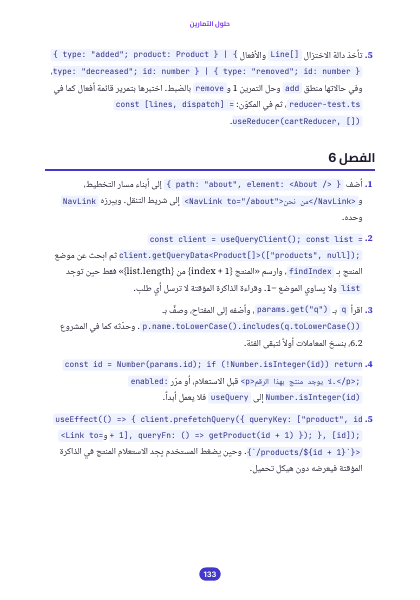 حلول التمارين
5. تأخذ دالة الاختزال Line[] والأفعال { type: "added"; product: Product } | {
type: "decreased"; id: number } | { type: "removed"; id: number },
وفي حالاتها منطق add وحل التمرين 1 و remove بالضبط. اختبرها بتمرير قائمة أفعال كما في
reducer-test.ts، ثم في المكوّن: const [lines, dispatch] =
useReducer(cartReducer, []).
الفصل 6
1. أضف { path: "about", element: <About /> } إلى أبناء مسار التخطيط،
و <NavLink to="/about">من نحن</NavLink> إلى شريط التنقل. ويبرزه NavLink
وحده.
2. const client = useQueryClient(); const list =
client.getQueryData<Product[]>(["products", null]); ثم ابحث عن موضع
المنتج بـ findIndex، وارسم «المنتج {index + 1} من {list.length}» فقط حين توجد
list ولا يساوي الموضع −1. وقراءة الذاكرة المؤقتة لا ترسل أي طلب.
3. اقرأ q بـ params.get("q")، وأضفه إلى المفتاح، وصفِّ بـ
p.name.toLowerCase().includes(q.toLowerCase()). وحدّثه كما في المشروع
6.2، بنسخ المعاملات أولاً لتبقى الفئة.
4. const id = Number(params.id); if (!Number.isInteger(id)) return
<p>لا يوجد منتج بهذا الرقم.</p>; قبل الاستعلام، أو مرّر enabled:
Number.isInteger(id) إلى useQuery فلا يعمل أبداً.
5. useEffect(() => { client.prefetchQuery({ queryKey: ["product", id
+ 1], queryFn: () => getProduct(id + 1) }); }, [id]); و <Link to=
{`/products/${id + 1}`}>. وحين يضغط المستخدم يجد الاستعلام المنتج في الذاكرة
المؤقتة فيعرضه دون هيكل تحميل.
133